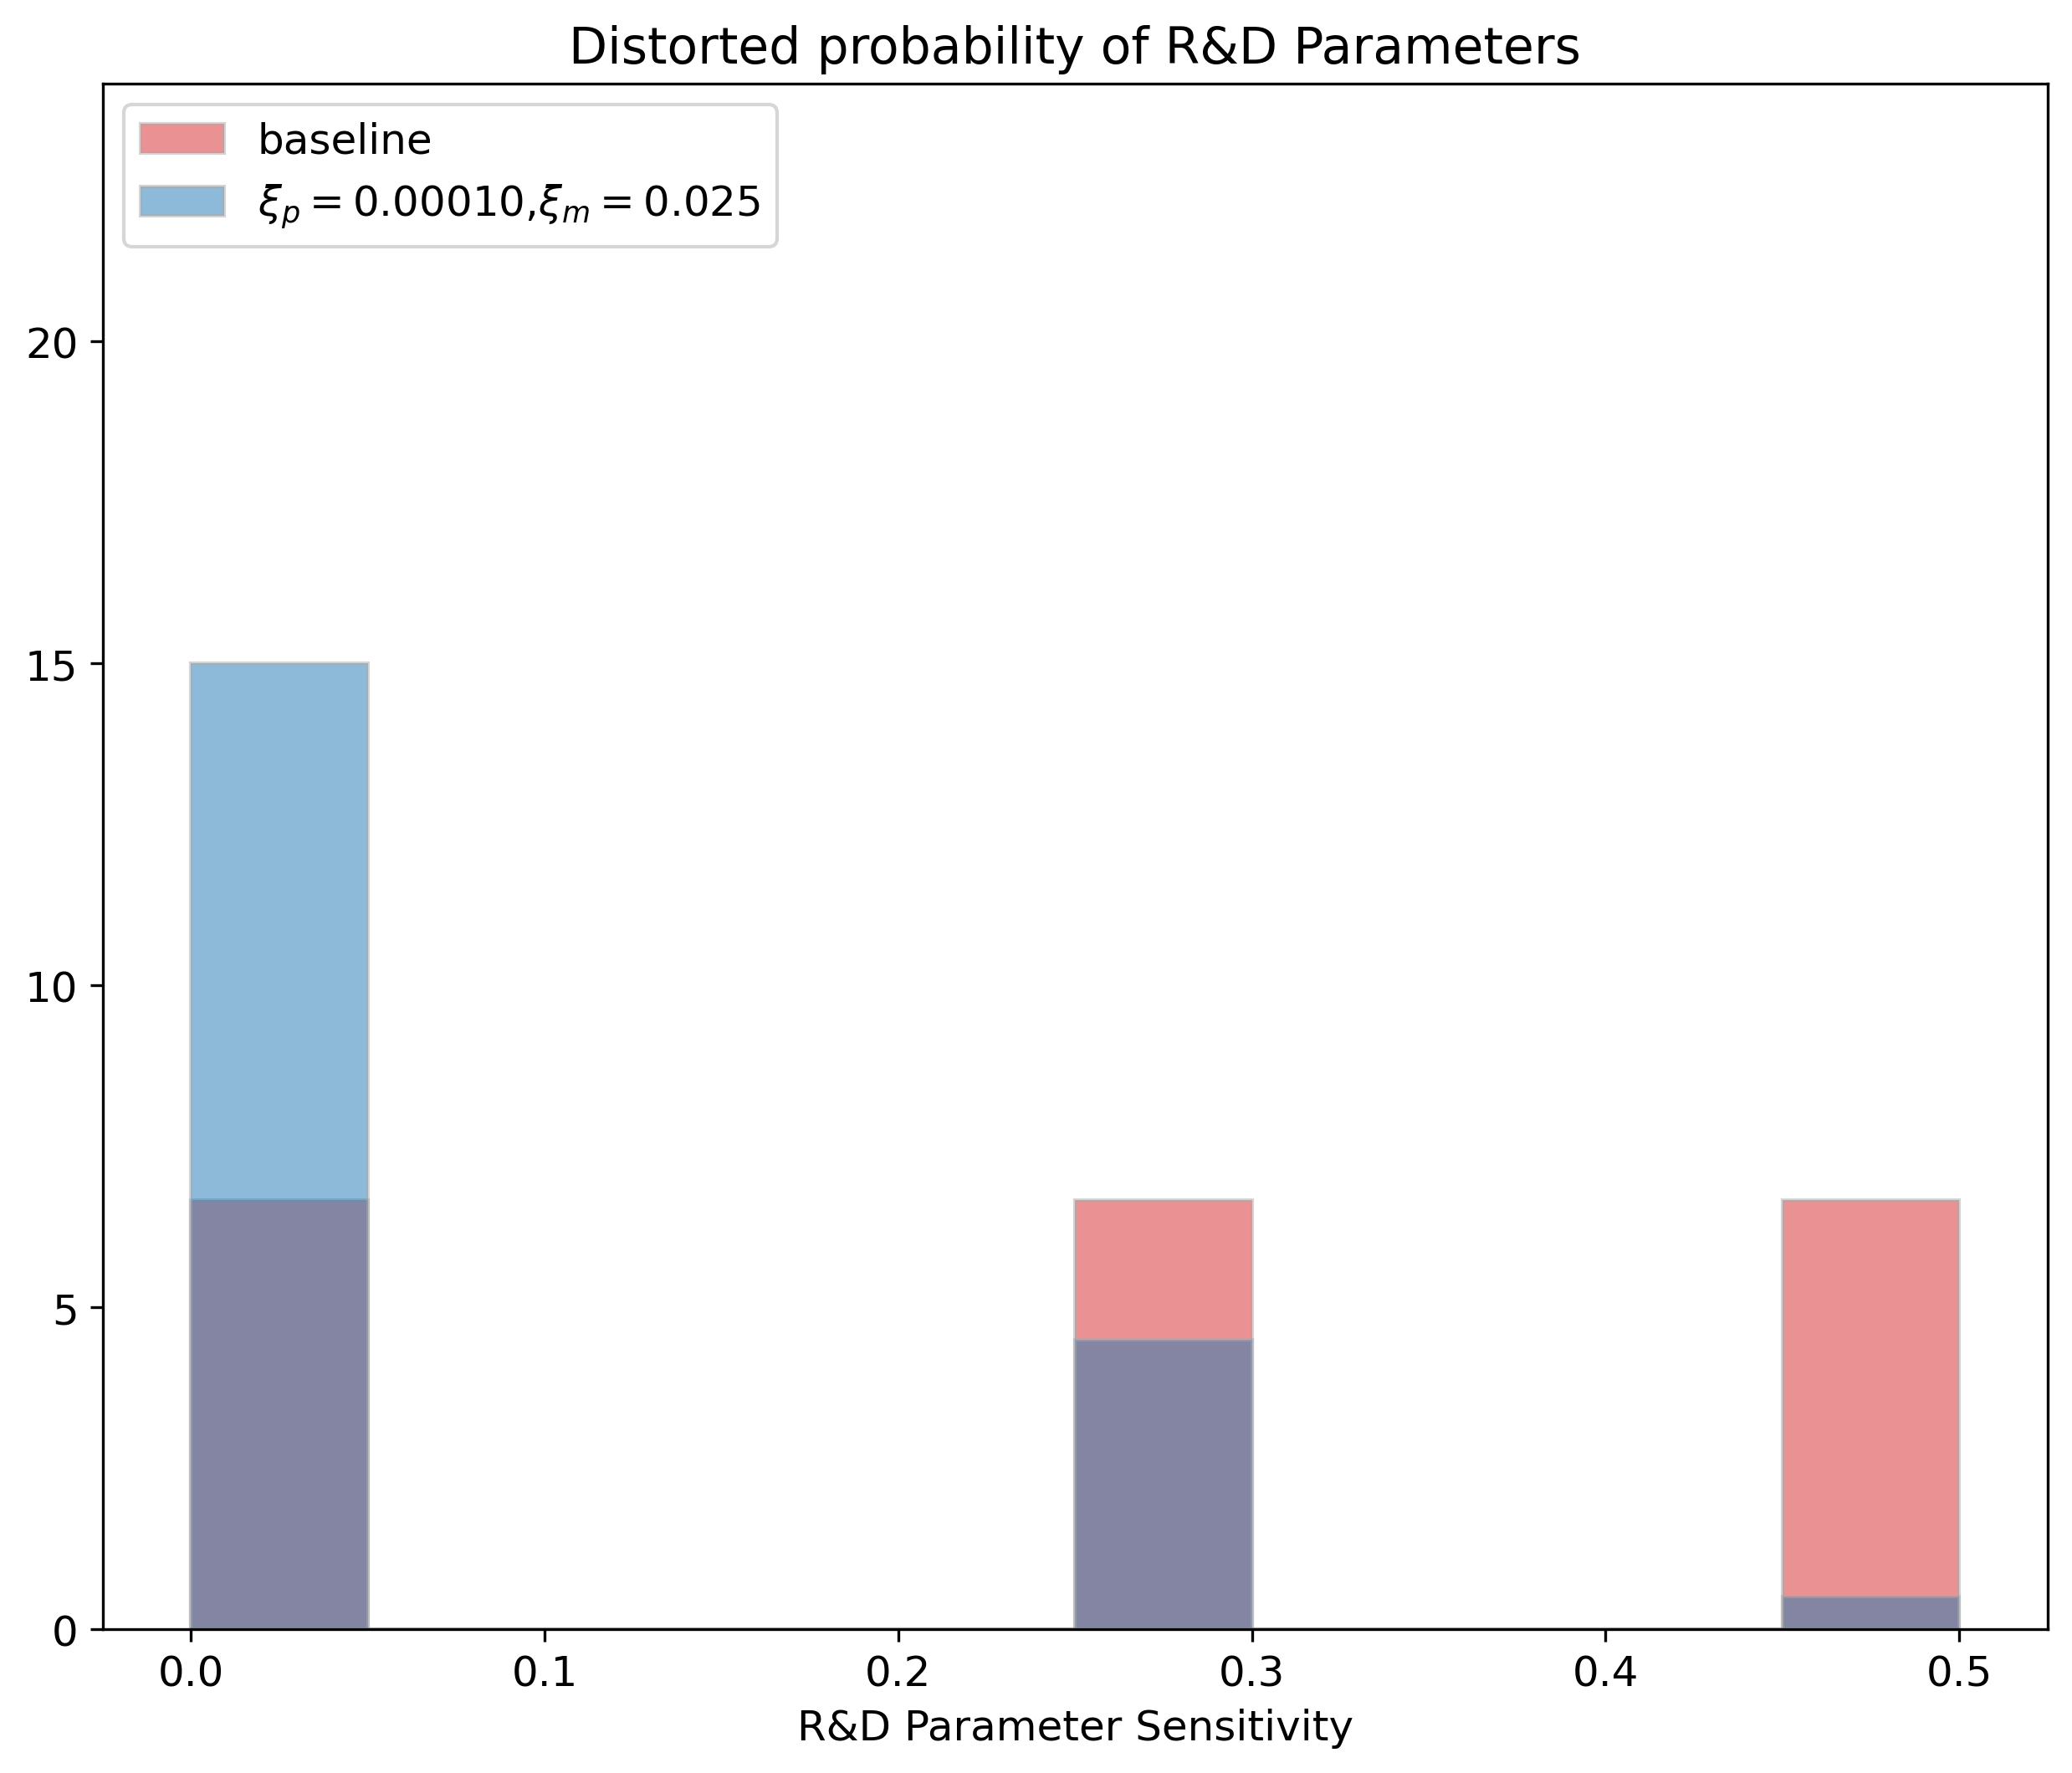 Distorted probability of R&D Parameters
baseline
ξp = 0.00010,ξm = 0.025
20
15
10
5
0
0.0 0.1 0.2 0.3 0.4 0.5
R&D Parameter Sensitivity